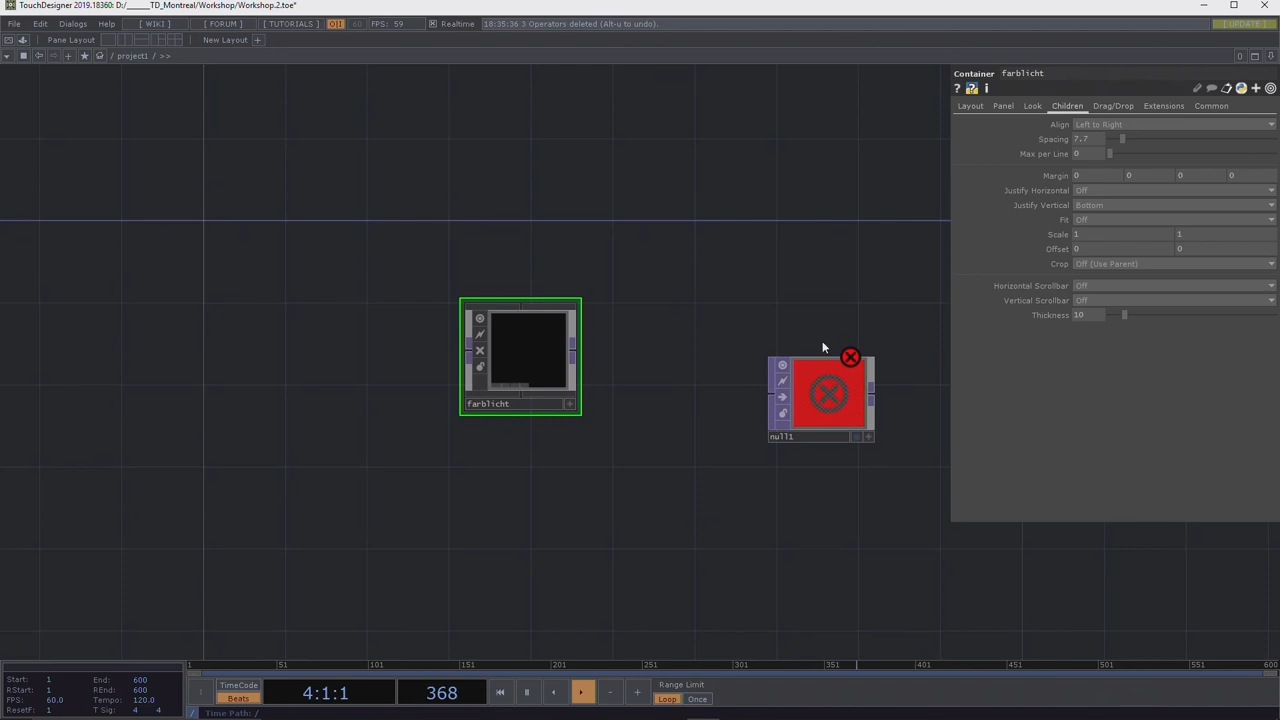 TouchDesigner 2019.18360: D:/_____TD_Montreal/Workshop/Workshop.2.toe*
File Edit Dialogs Help [ WIKI ] [ FORUM ] [ TUTORIALS ] O|I 60 FPS: 59 Realtime 18:35:36 3 Operators deleted (Alt-u to undo). [ UPDATE ]
Pane Layout New Layout +
/ project1 / >>
Container farblicht
Layout Panel Look Children Drag/Drop Extensions Common
Align Left to Right
Spacing 7.7
Max per Line 0
Margin 0 0 0 0
Justify Horizontal Off
Justify Vertical Bottom
Fit Off
Scale 1 1
Offset 0 0
Crop Off (Use Parent)
Horizontal Scrollbar Off
Vertical Scrollbar Off
Thickness 10
farblicht
null1
1 51 101 151 201 251 301 351 401 451 501 551 600
Start: 1 End: 600
RStart: 1 REnd: 600
FPS: 60.0 Tempo: 120.0
ResetF: 1 T Sig: 4 4
TimeCode
Beats
4:1:1
368
Range Limit
Loop Once
/ Time Path: /